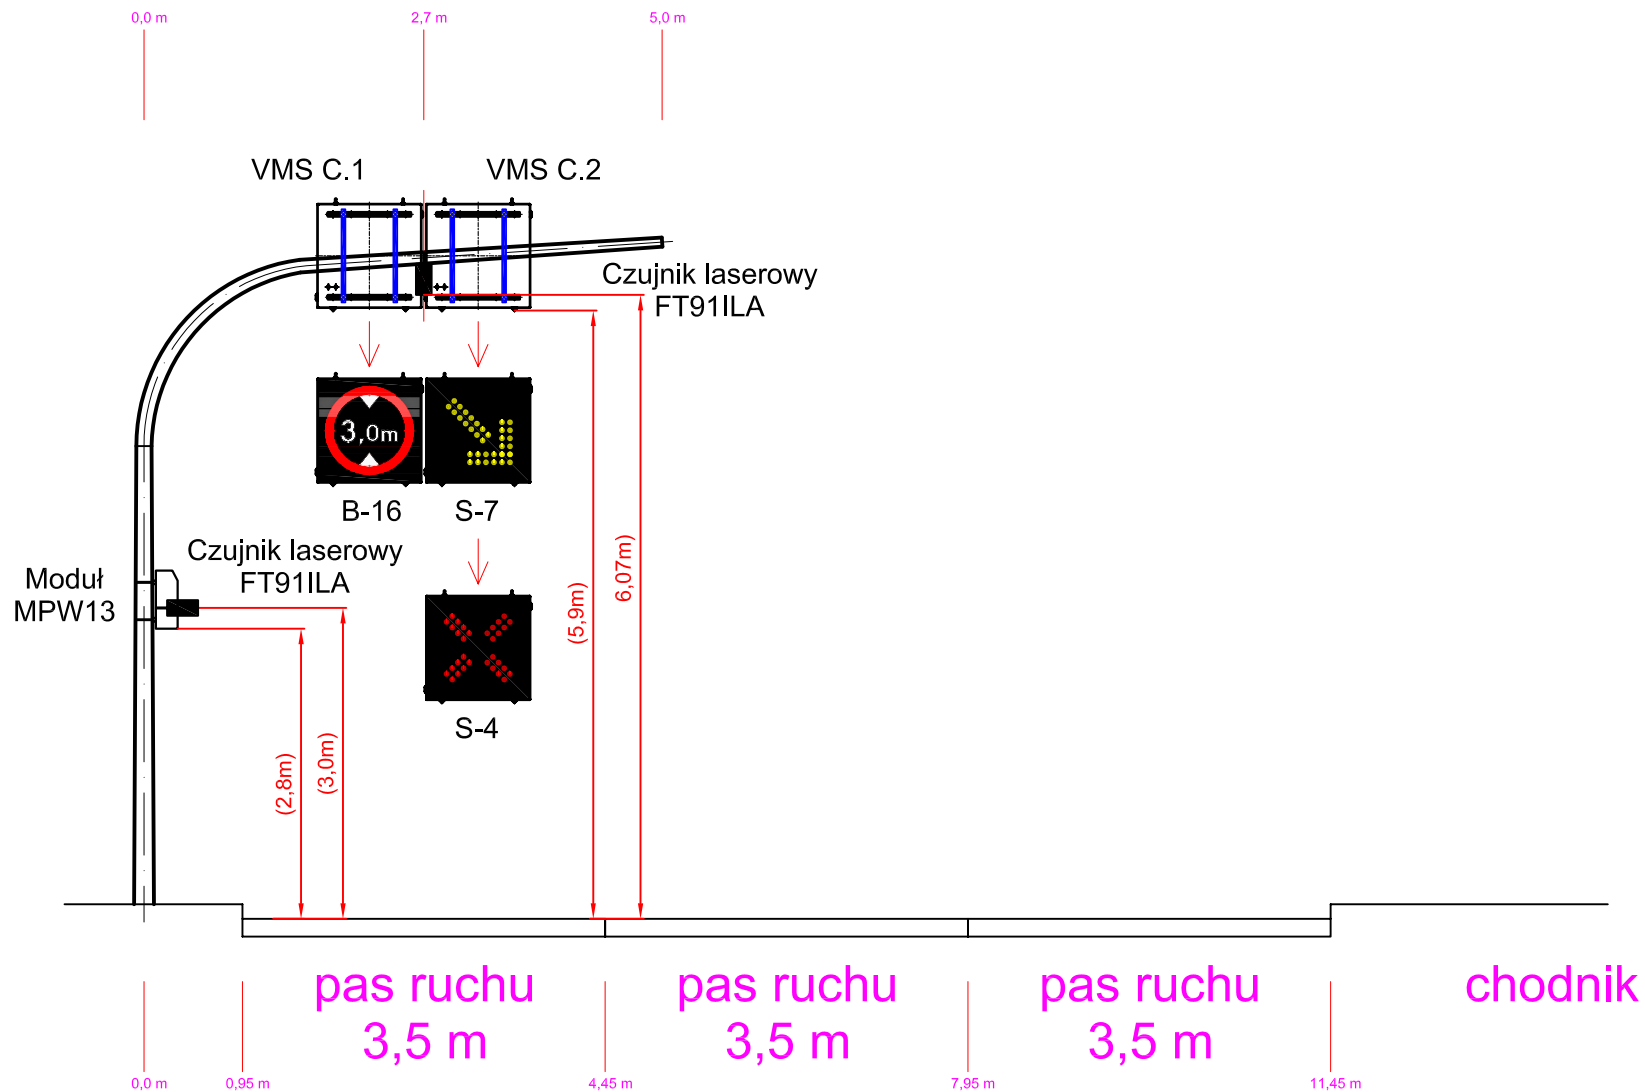 0,0 m
2,7 m
5,0 m
VMS C.1
VMS C.2
Czujnik laserowy
FT91ILA
3,0m
B-16
S-7
Czujnik laserowy
FT91ILA
Moduł
MPW13
S-4
(2,8m)
(3,0m)
(5,9m)
6,07m)
pas ruchu
3,5 m
pas ruchu
3,5 m
pas ruchu
3,5 m
chodnik
0,0 m
0,95 m
4,45 m
7,95 m
11,45 m